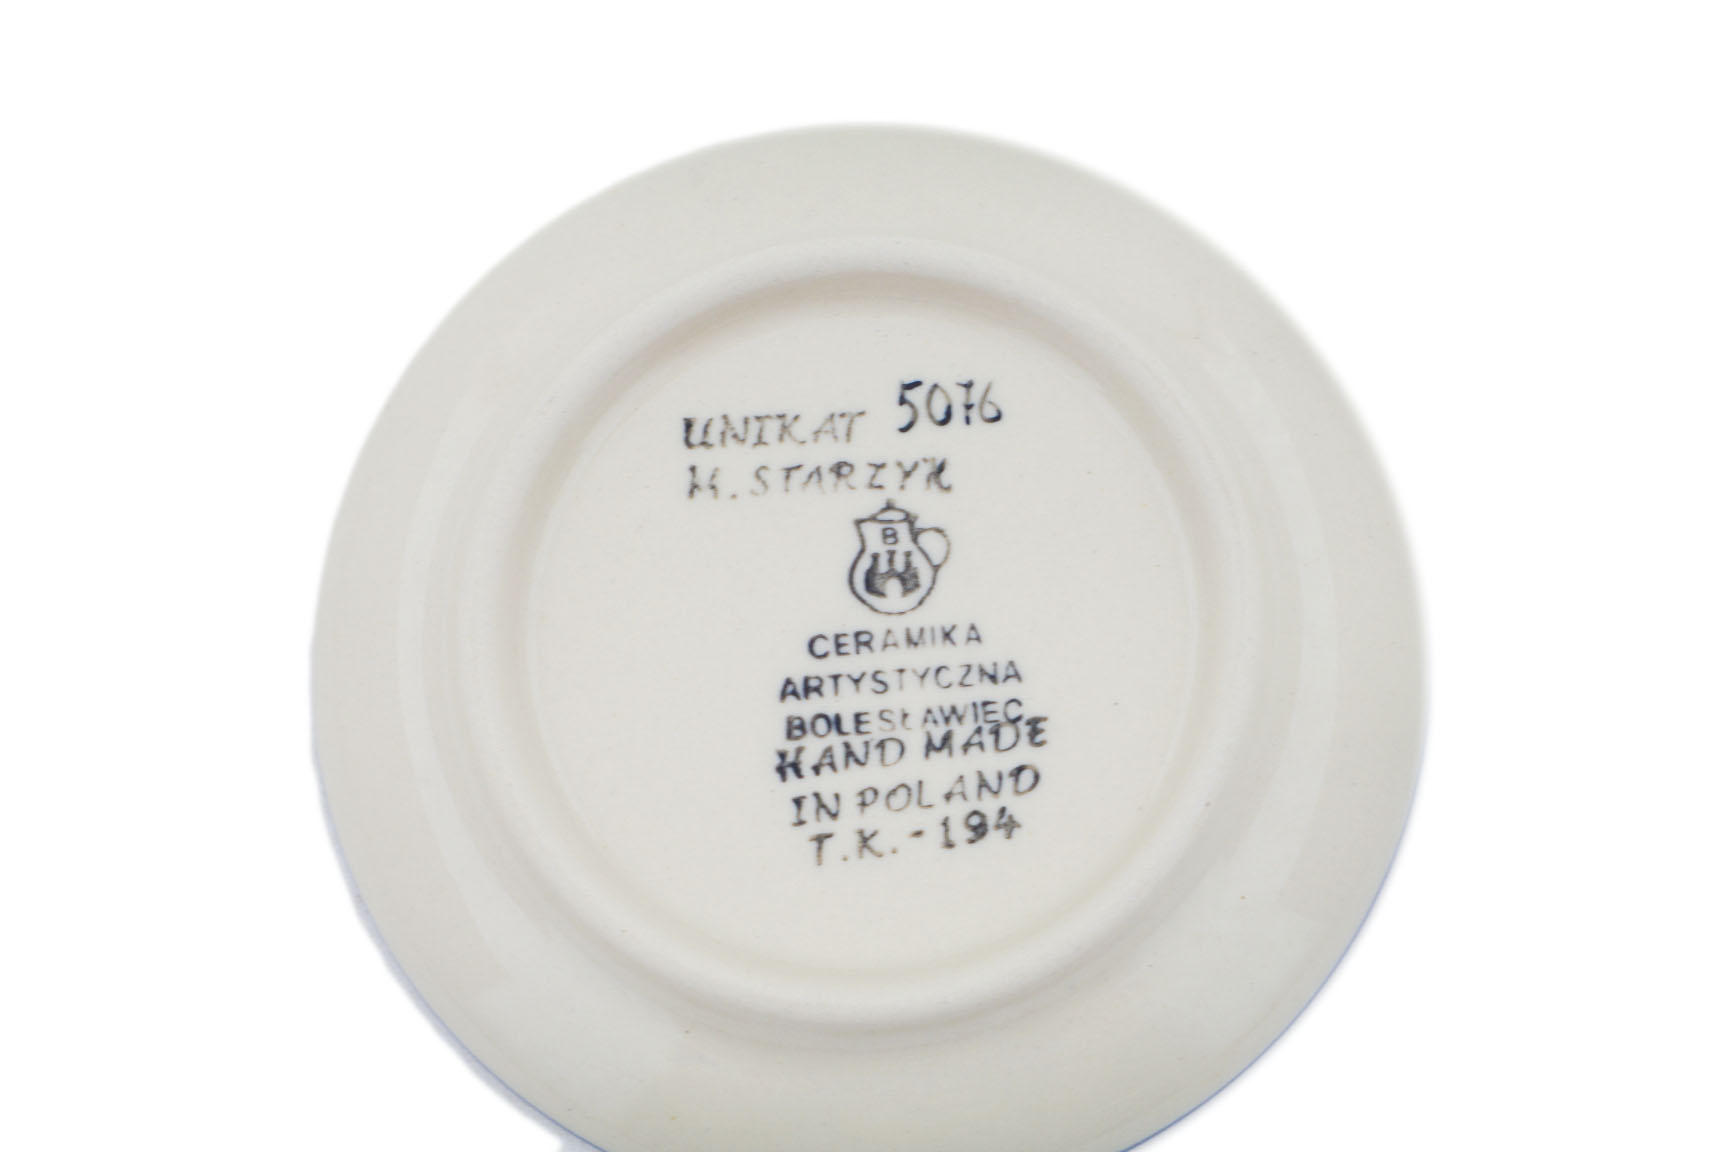 UNIKAT 5076
M. STARZYK
B
CERAMIKA
ARTYSTYCZNA
BOLESŁAWIEC
HAND MADE
IN POLAND
T.K.-194